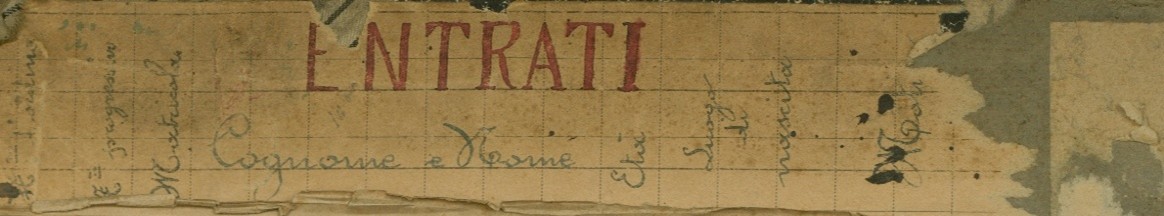 ENTRATI
Matricola
Cognome e Nome
Età
Luogo
di
nascita